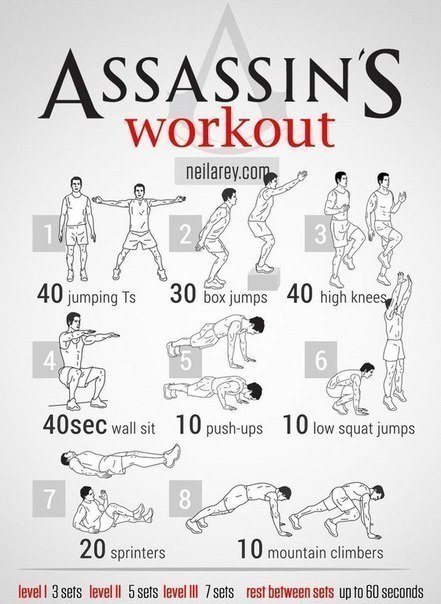 ASSASSIN'S
workout
neilarey.com
1
2
3
40 jumping Ts
30 box jumps
40 high knees
4
5
6
40sec wall sit
10 push-ups
10 low squat jumps
7
8
20 sprinters
10 mountain climbers
level I 3 sets level II 5 sets level III 7 sets rest between sets up to 60 seconds